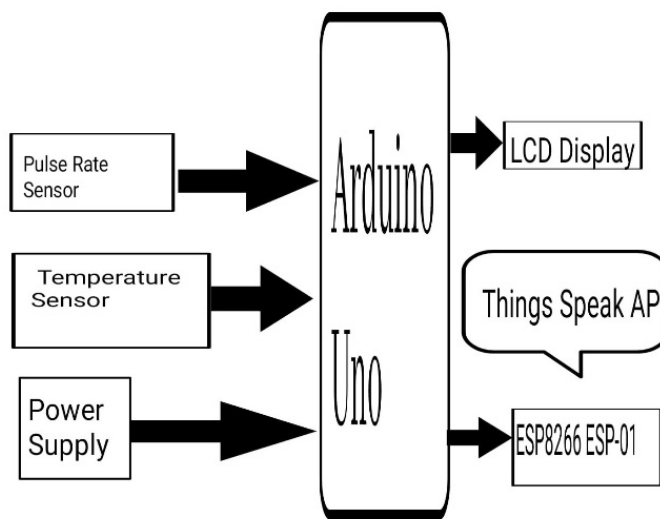 Pulse Rate
Sensor
Temperature
Sensor
Power
Supply
Arduino
Uno
LCD Display
Things Speak AP
ESP8266 ESP-01